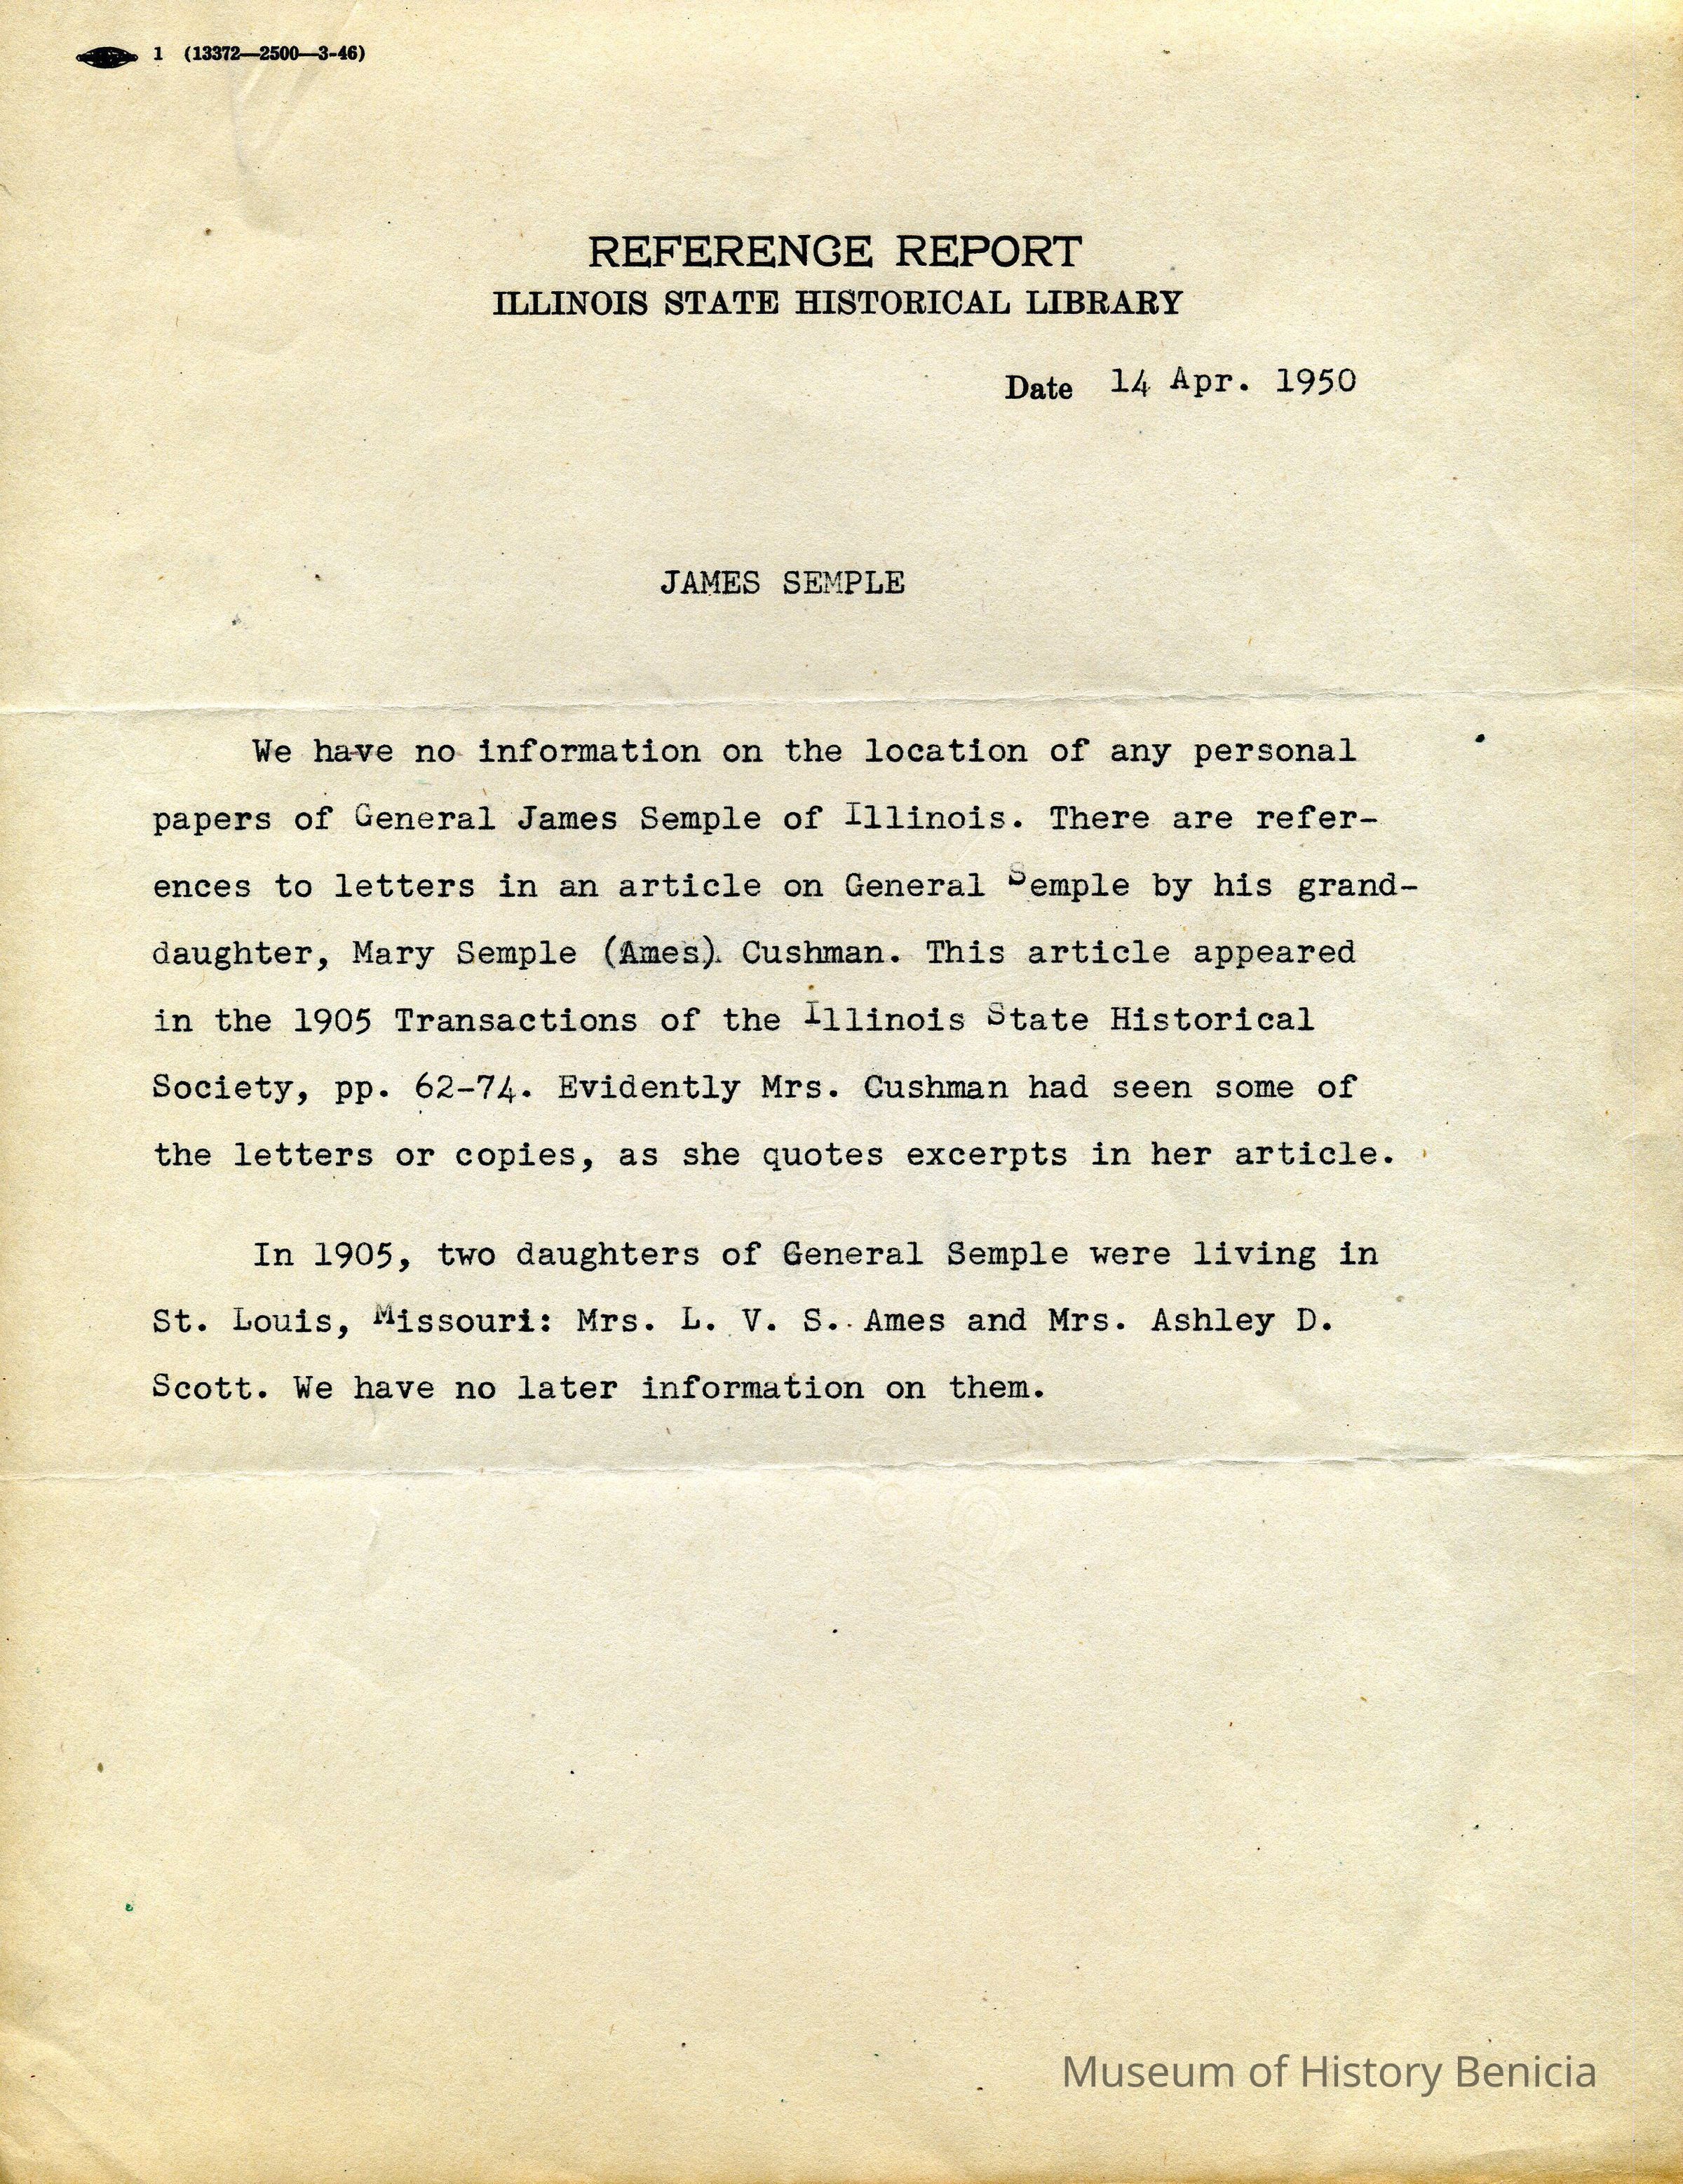 1 (13372—2500—3-46)
REFERENCE REPORT
ILLINOIS STATE HISTORICAL LIBRARY
Date 14 Apr. 1950
JAMES SEMPLE
We have no information on the location of any personal
papers of General James Semple of Illinois. There are refer-
ences to letters in an article on General Semple by his grand-
daughter, Mary Semple (Ames). Cushman. This article appeared
in the 1905 Transactions of the Illinois State Historical
Society, pp. 62-74. Evidently Mrs. Cushman had seen some of
the letters or copies, as she quotes excerpts in her article.
In 1905, two daughters of General Semple were living in
St. Louis, Missouri: Mrs. L. V. S. Ames and Mrs. Ashley D.
Scott. We have no later information on them.
Museum of History Benicia